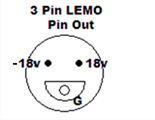 3 Pin LEMO
Pin Out
-18v 18v
G